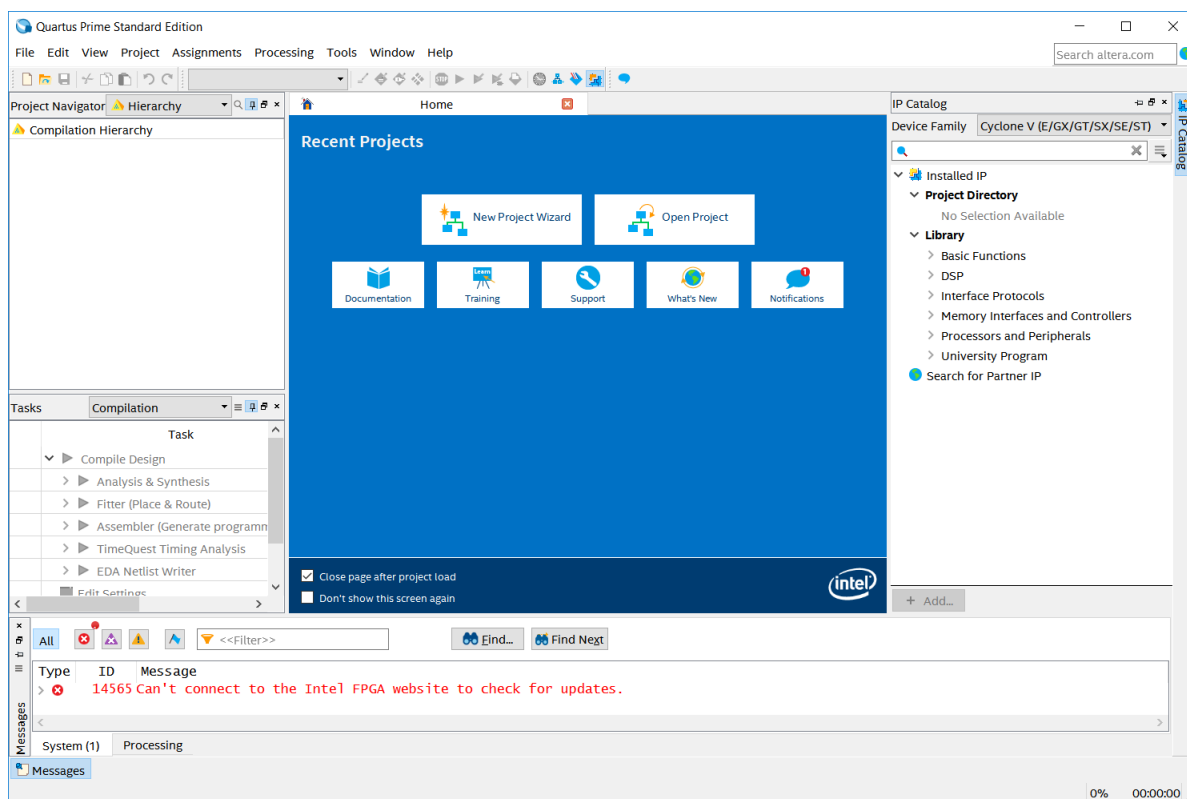 Quartus Prime Standard Edition
File Edit View Project Assignments Processing Tools Window Help
Search altera.com
Project Navigator Hierarchy
Home
IP Catalog
Compilation Hierarchy
Device Family Cyclone V (E/GX/GT/SX/SE/ST)
IP Catalog
Recent Projects
New Project Wizard
Open Project
Learn
Documentation
Training
Support
What's New
1
Notifications
Installed IP
Project Directory
No Selection Available
Library
Basic Functions
DSP
Interface Protocols
Memory Interfaces and Controllers
Processors and Peripherals
University Program
Search for Partner IP
Tasks Compilation
Task
Compile Design
Analysis & Synthesis
Fitter (Place & Route)
Assembler (Generate programm
TimeQuest Timing Analysis
EDA Netlist Writer
Edit Settings
Close page after project load
Don't show this screen again
intel
+ Add...
All
<<Filter>>
Find...
Find Next
Type ID Message
14565 Can't connect to the Intel FPGA website to check for updates.
Messages
System (1) Processing
Messages
0% 00:00:00